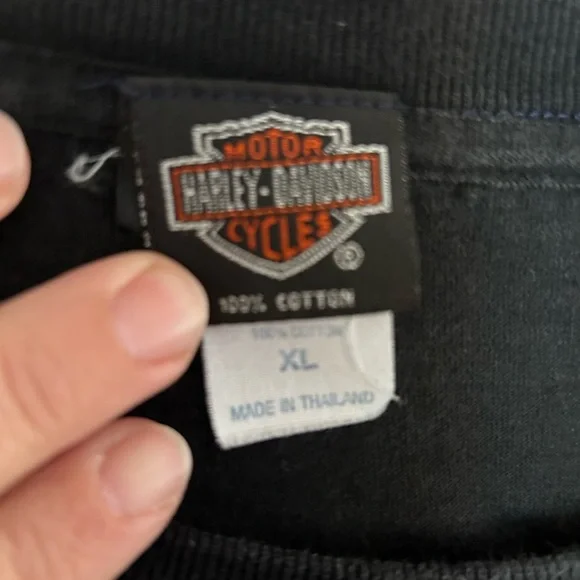 MOTOR
HARLEY-DAVIDSON
CYCLES
®
100% COTTON
100% COTTON
XL
MADE IN THAILAND